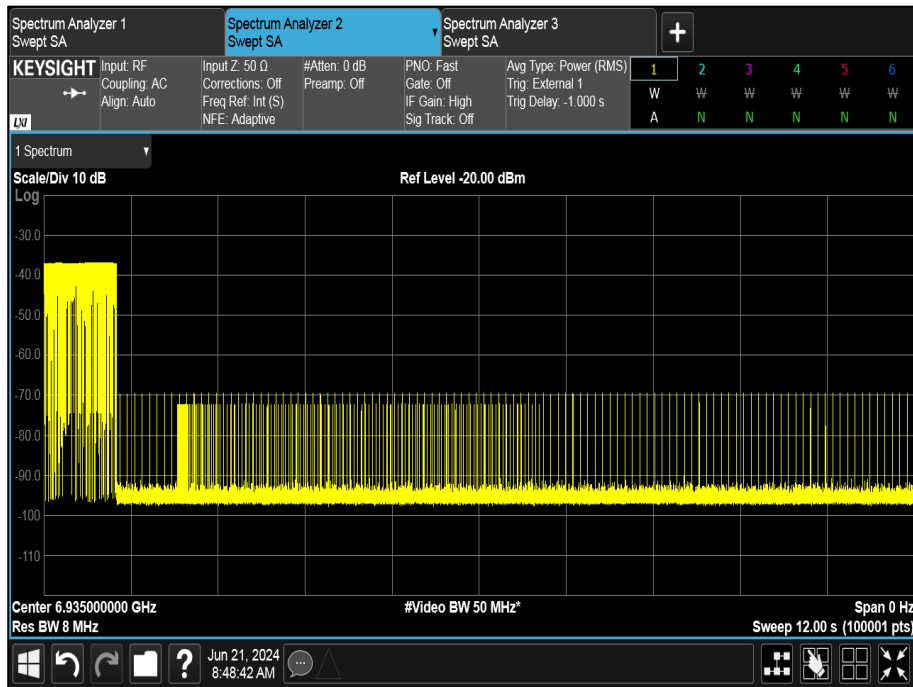 Spectrum Analyzer 1
Swept SA
Spectrum Analyzer 2
Swept SA
Spectrum Analyzer 3
Swept SA
+
KEYSIGHT
LXI
Input: RF
Coupling: AC
Align: Auto
Input Z: 50 Ω
Corrections: Off
Freq Ref: Int (S)
NFE: Adaptive
#Atten: 0 dB
Preamp: Off
PNO: Fast
Gate: Off
IF Gain: High
Sig Track: Off
Avg Type: Power (RMS)
Trig: External 1
Trig Delay: -1.000 s
1 2 3 4 5 6
W W W W W W
A N N N N N
1 Spectrum
Scale/Div 10 dB
Ref Level -20.00 dBm
Log
-30.0
-40.0
-50.0
-60.0
-70.0
-80.0
-90.0
-100
-110
Center 6.935000000 GHz
#Video BW 50 MHz*
Span 0 Hz
Res BW 8 MHz
Sweep 12.00 s (100001 pts)
?
Jun 21, 2024
8:48:42 AM